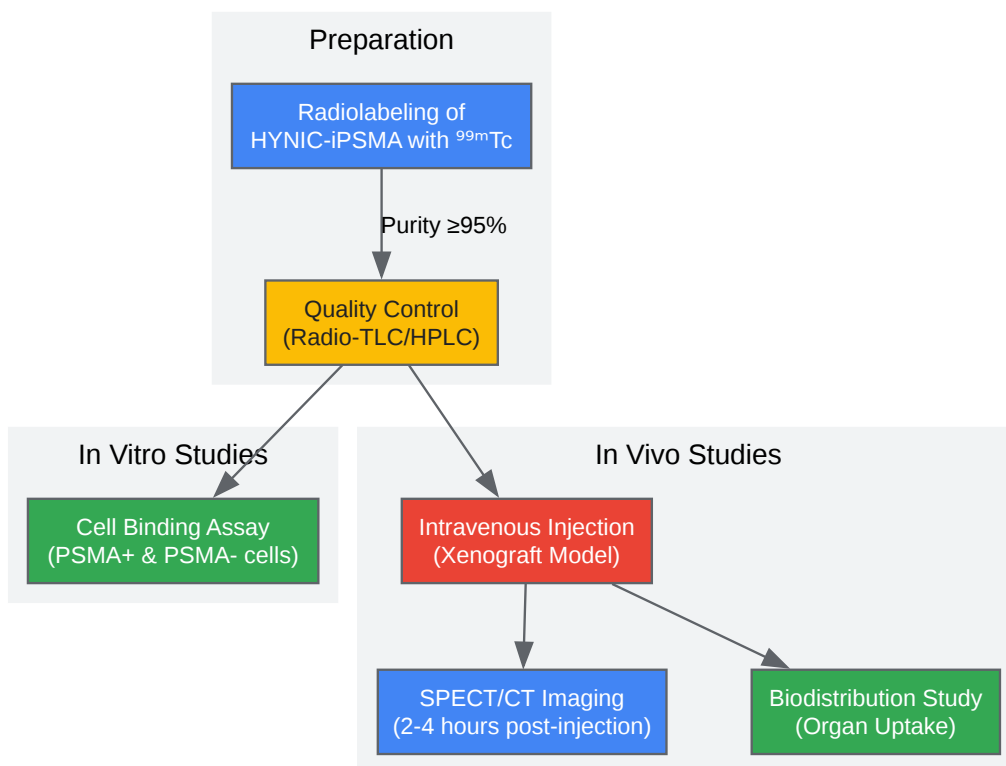 Preparation
Radiolabeling of
HYNIC-iPSMA with ⁹⁹ᵐTc
Purity ≥95%
Quality Control
(Radio-TLC/HPLC)
In Vitro Studies
Cell Binding Assay
(PSMA+ & PSMA- cells)
In Vivo Studies
Intravenous Injection
(Xenograft Model)
SPECT/CT Imaging
(2-4 hours post-injection)
Biodistribution Study
(Organ Uptake)